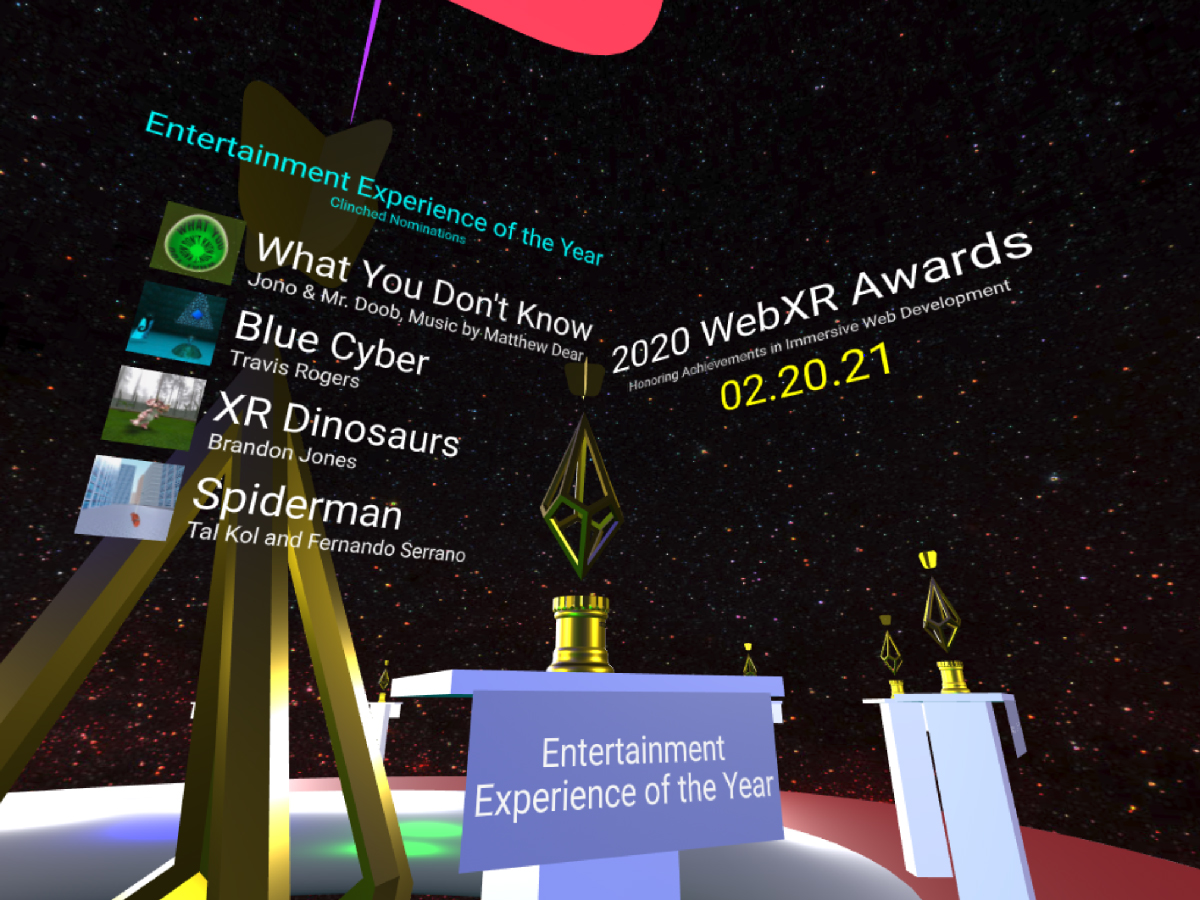 Entertainment Experience of the Year
Clinched Nominations
What You Don't Know
Jono & Mr. Doob, Music by Matthew Dear
Blue Cyber
Travis Rogers
XR Dinosaurs
Brandon Jones
Spiderman
Tal Kol and Fernando Serrano
2020 WebXR Awards
Honoring Achievements in Immersive Web Development
02.20.21
Entertainment
Experience of the Year